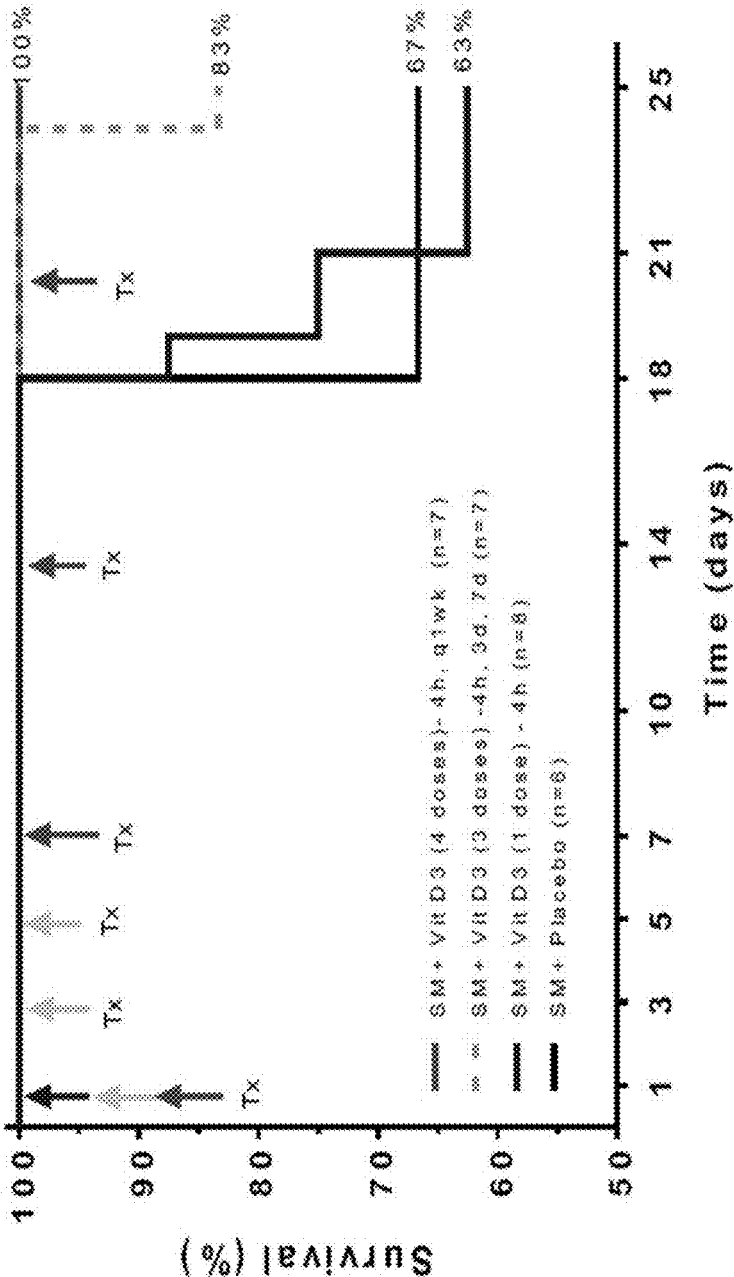 100%
83%
67%
63%
Tx
Tx
Tx
Tx
Tx
Tx
SM+ Vit D3 (4 doses)- 4h, q1wk (n=7)
SM+ Vit D3 (3 doses) -4h, 3d, 7d (n=7)
SM+ Vit D3 (1 dose) - 4h (n=8)
SM+ Placebo (n=6)
100
90
80
70
60
50
Survival (%)
1
3
5
7
10
14
18
21
25
Time (days)